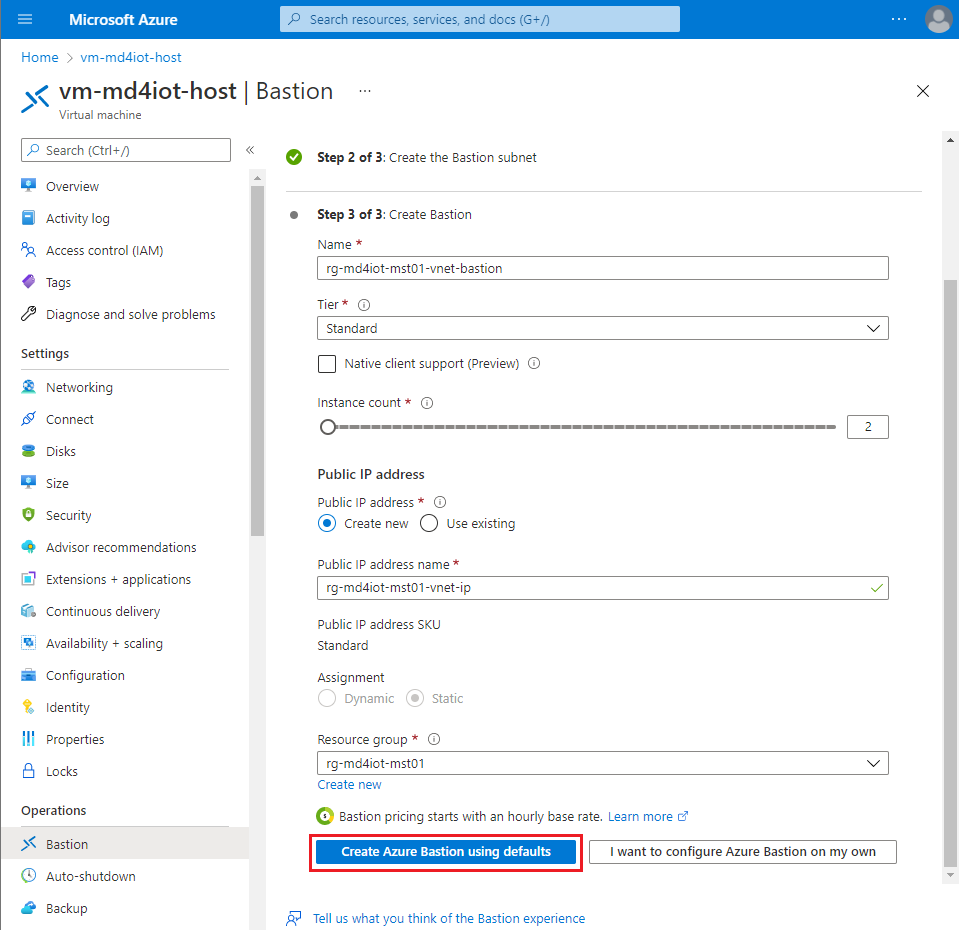 Microsoft Azure
Search resources, services, and docs (G+/)
Home > vm-md4iot-host
vm-md4iot-host | Bastion ...
Virtual machine
Search (Ctrl+/)
Overview
Activity log
Access control (IAM)
Tags
Diagnose and solve problems
Settings
Networking
Connect
Disks
Size
Security
Advisor recommendations
Extensions + applications
Continuous delivery
Availability + scaling
Configuration
Identity
Properties
Locks
Operations
Bastion
Auto-shutdown
Backup
Step 2 of 3: Create the Bastion subnet
Step 3 of 3: Create Bastion
Name *
rg-md4iot-mst01-vnet-bastion
Tier *
Standard
Native client support (Preview)
Instance count *
2
Public IP address
Public IP address *
Create new Use existing
Public IP address name *
rg-md4iot-mst01-vnet-ip
Public IP address SKU
Standard
Assignment
Dynamic Static
Resource group *
rg-md4iot-mst01
Create new
Bastion pricing starts with an hourly base rate. Learn more
Create Azure Bastion using defaults I want to configure Azure Bastion on my own
Tell us what you think of the Bastion experience